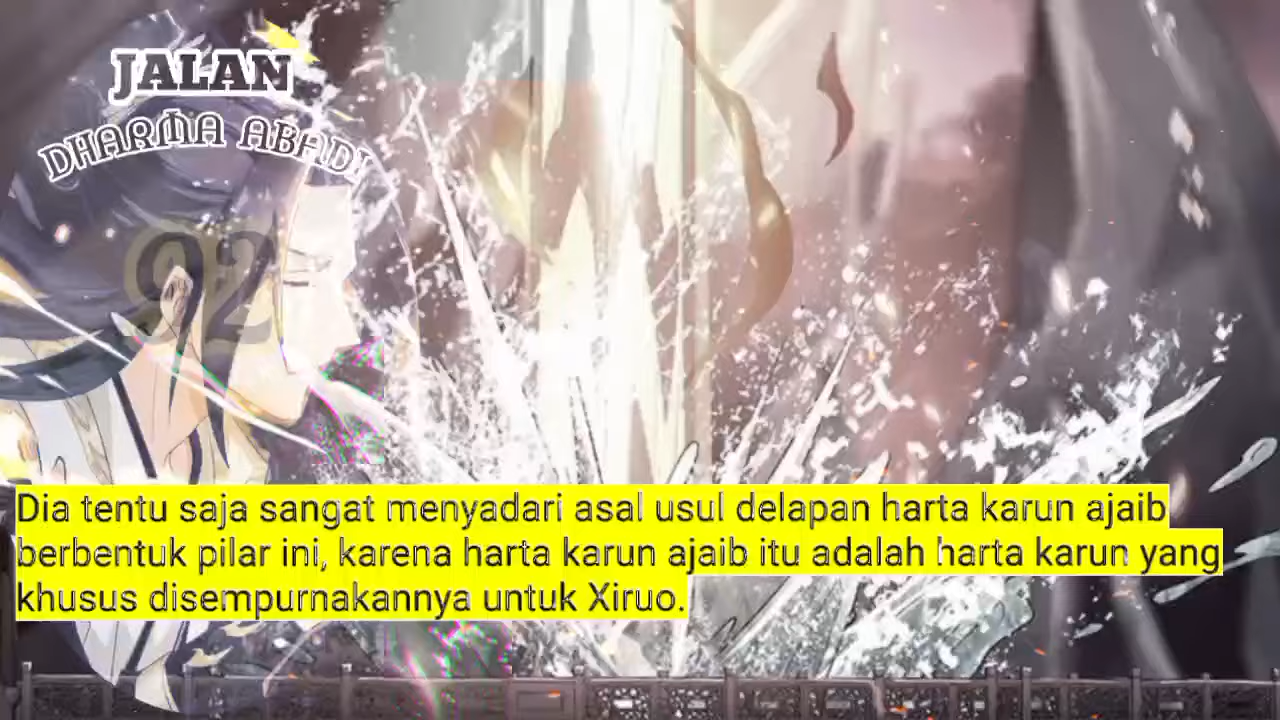 JALAN
DHARMA ABADI
92
Dia tentu saja sangat menyadari asal usul delapan harta karun ajaib
berbentuk pilar ini, karena harta karun ajaib itu adalah harta karun yang
khusus disempurnakannya untuk Xiruo.